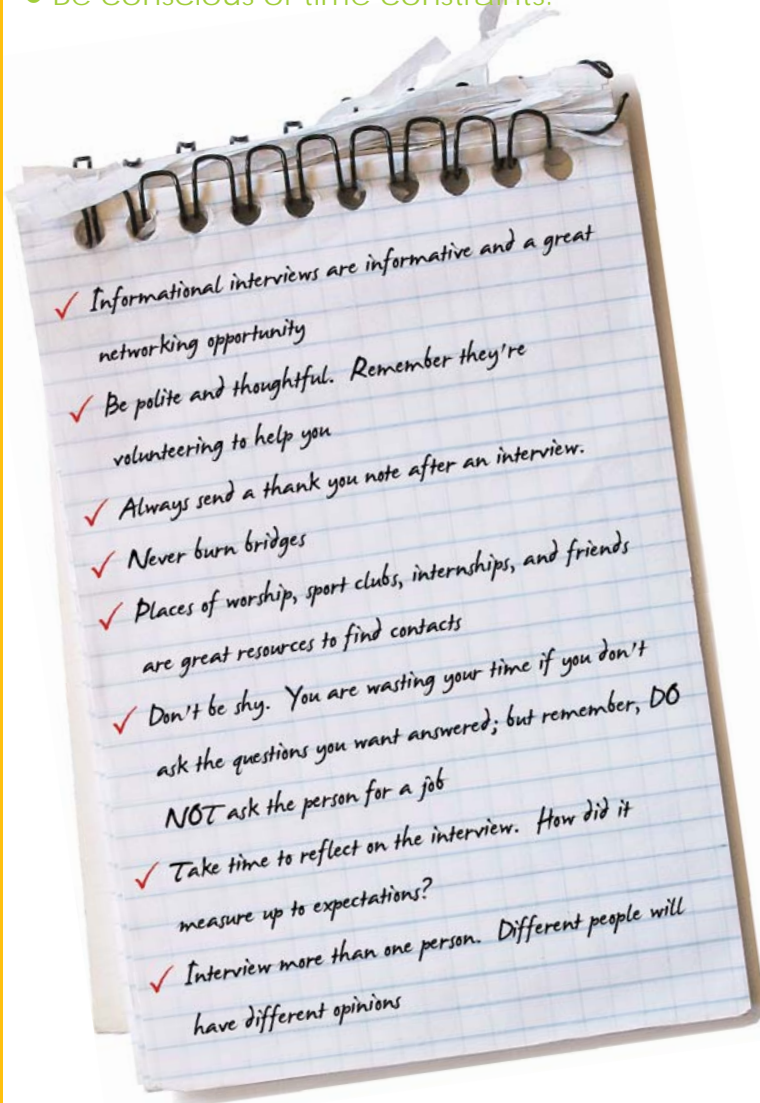 • Be conscious of time constraints.
✓ Informational interviews are informative and a great
networking opportunity
✓ Be polite and thoughtful. Remember they're
volunteering to help you
✓ Always send a thank you note after an interview.
✓ Never burn bridges
✓ Places of worship, sport clubs, internships, and friends
are great resources to find contacts
✓ Don't be shy. You are wasting your time if you don't
ask the questions you want answered; but remember, DO
NOT ask the person for a job
✓ Take time to reflect on the interview. How did it
measure up to expectations?
✓ Interview more than one person. Different people will
have different opinions